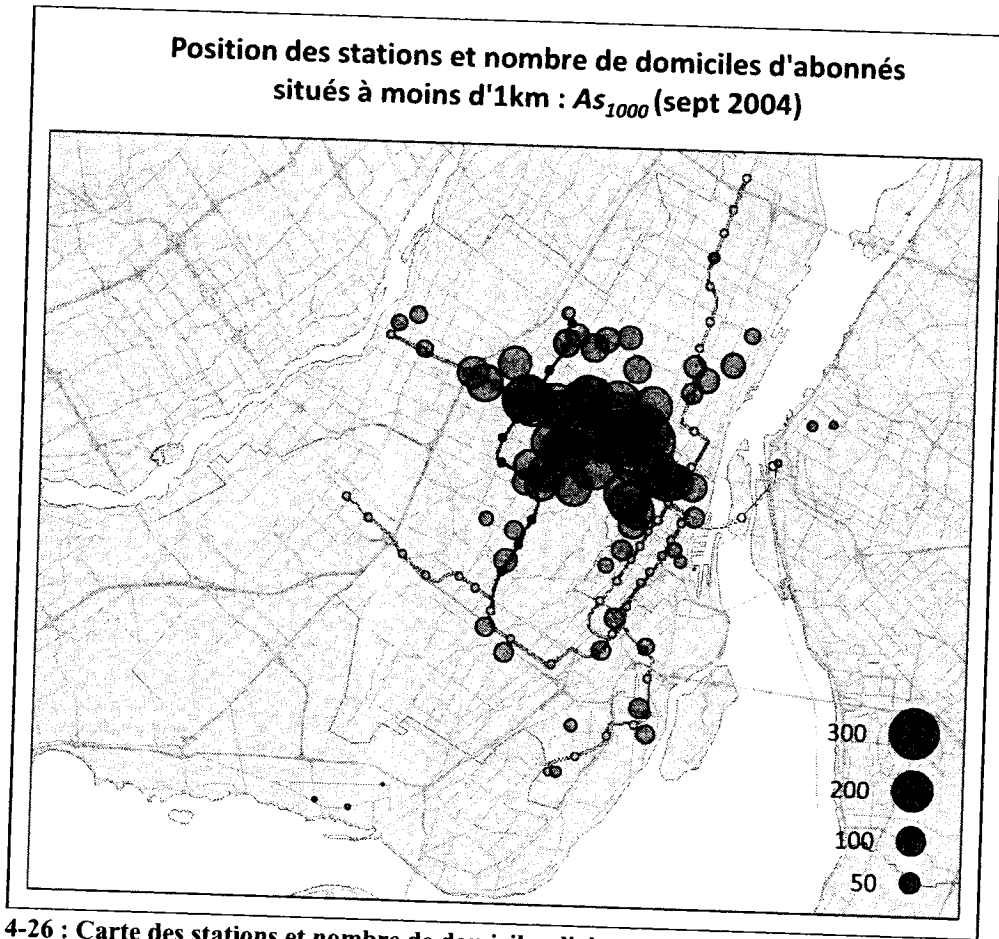 Position des stations et nombre de domiciles d'abonnés
situés à moins d'1km : As1000 (sept 2004)
300
200
100
50
4-26 : Carte des stations et nombre de domiciles